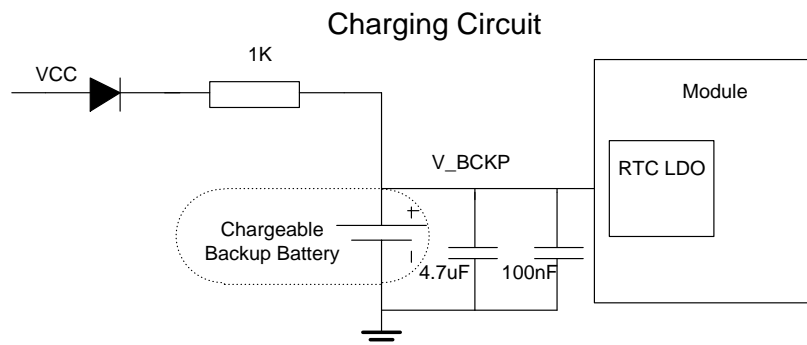 Charging Circuit
1K
VCC
Module
V_BCKP
RTC LDO
+
Chargeable
Backup Battery
-
4.7uF
100nF